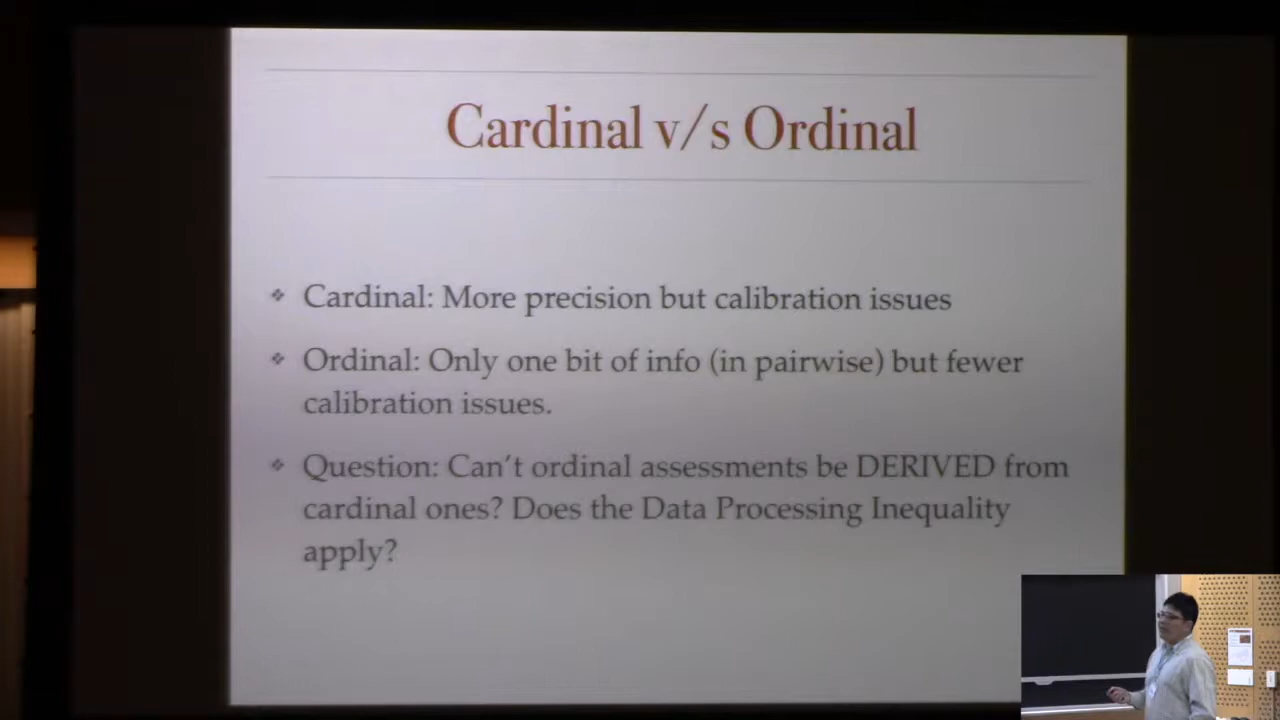 Cardinal v/s Ordinal
❖ Cardinal: More precision but calibration issues
❖ Ordinal: Only one bit of info (in pairwise) but fewer
calibration issues.
❖ Question: Can't ordinal assessments be DERIVED from
cardinal ones? Does the Data Processing Inequality
apply?